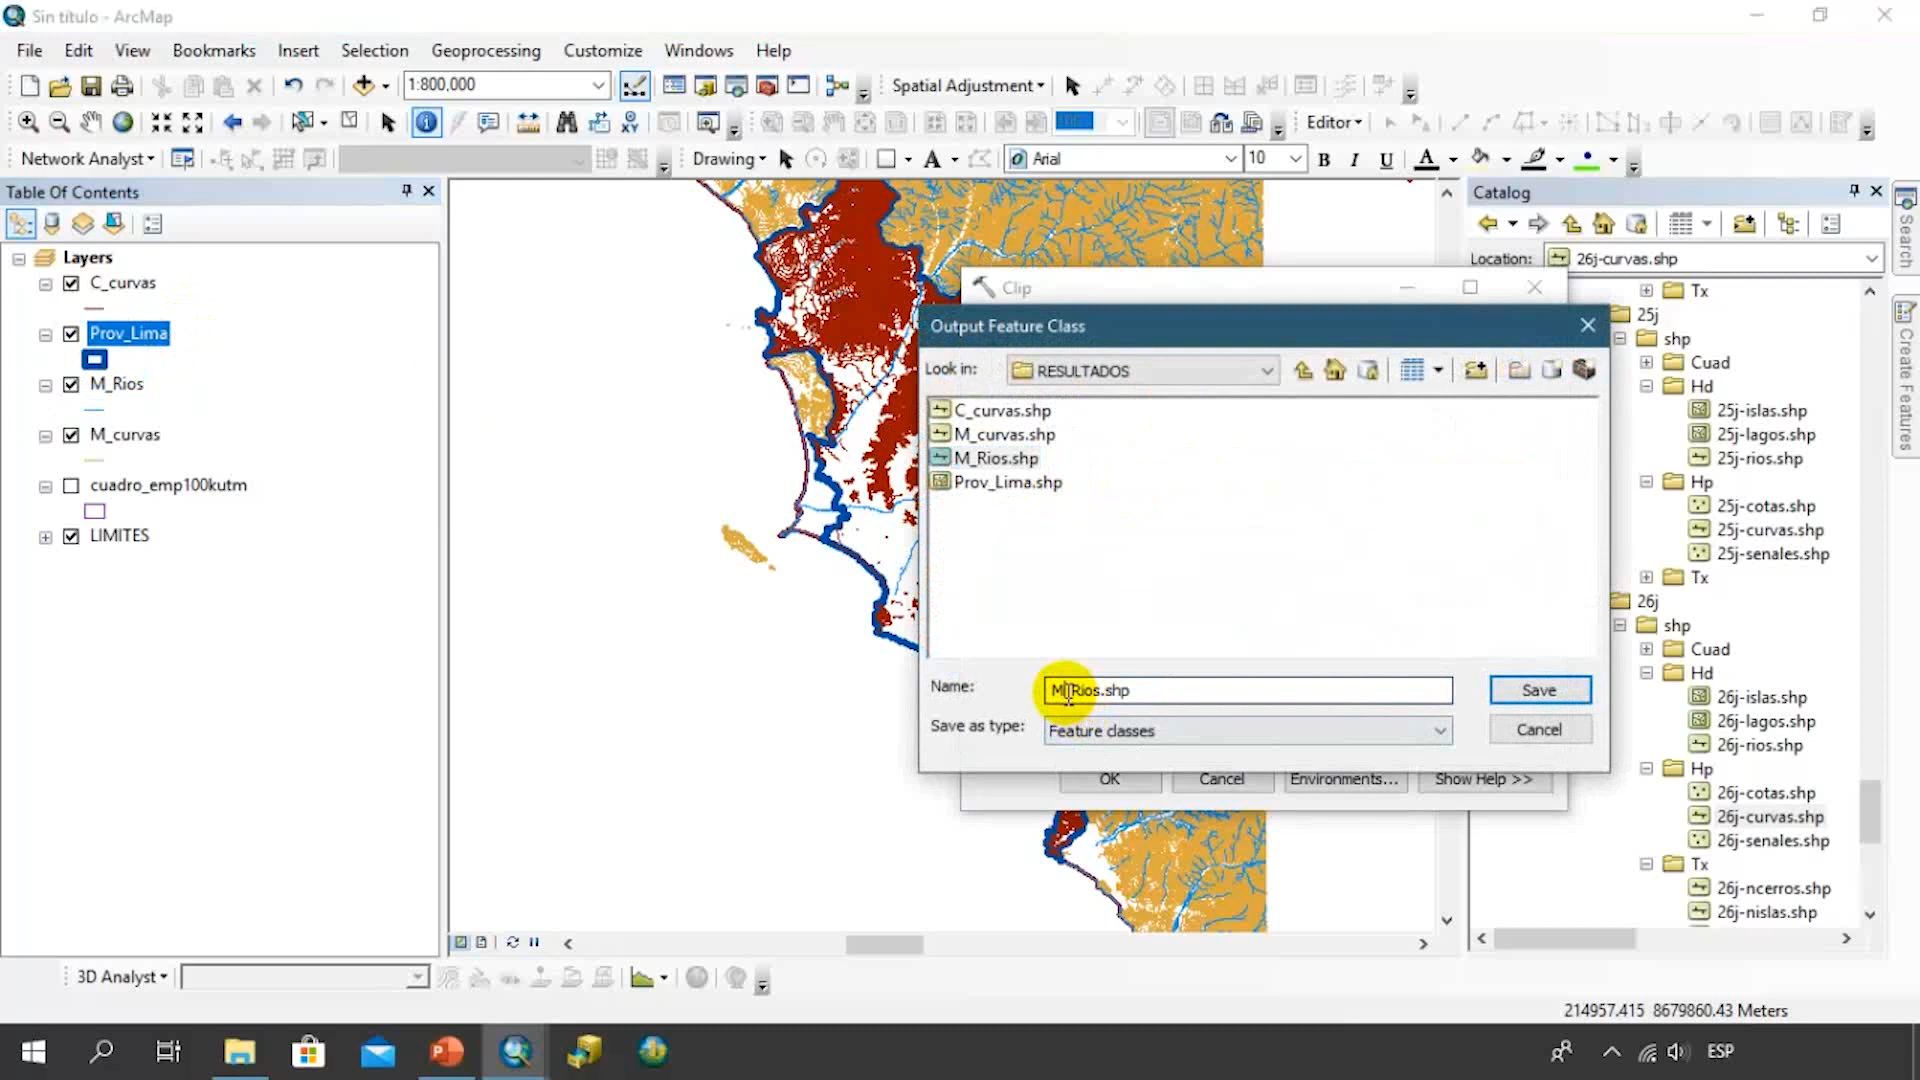 Sin título - ArcMap
File Edit View Bookmarks Insert Selection Geoprocessing Customize Windows Help
1:800,000
Spatial Adjustment
Editor
Network Analyst
Drawing
Arial
10
B I U A
Table Of Contents
Layers
C_curvas
Prov_Lima
M_Rios
M_curvas
cuadro_emp100kutm
LIMITES
Clip
Output Feature Class
Look in: RESULTADOS
C_curvas.shp
M_curvas.shp
M_Rios.shp
Prov_Lima.shp
Name: M_Rios.shp
Save
Save as type: Feature classes
Cancel
OK Cancel Environments... Show Help >>
Catalog
Location: 26j-curvas.shp
Tx
25j
shp
Cuad
Hd
25j-islas.shp
25j-lagos.shp
25j-rios.shp
Hp
25j-cotas.shp
25j-curvas.shp
25j-senales.shp
Tx
26j
shp
Cuad
Hd
26j-islas.shp
26j-lagos.shp
26j-rios.shp
Hp
26j-cotas.shp
26j-curvas.shp
26j-senales.shp
Tx
26j-ncerros.shp
26j-nislas.shp
Search
Create Features
3D Analyst
214957.415 8679860.43 Meters
ESP